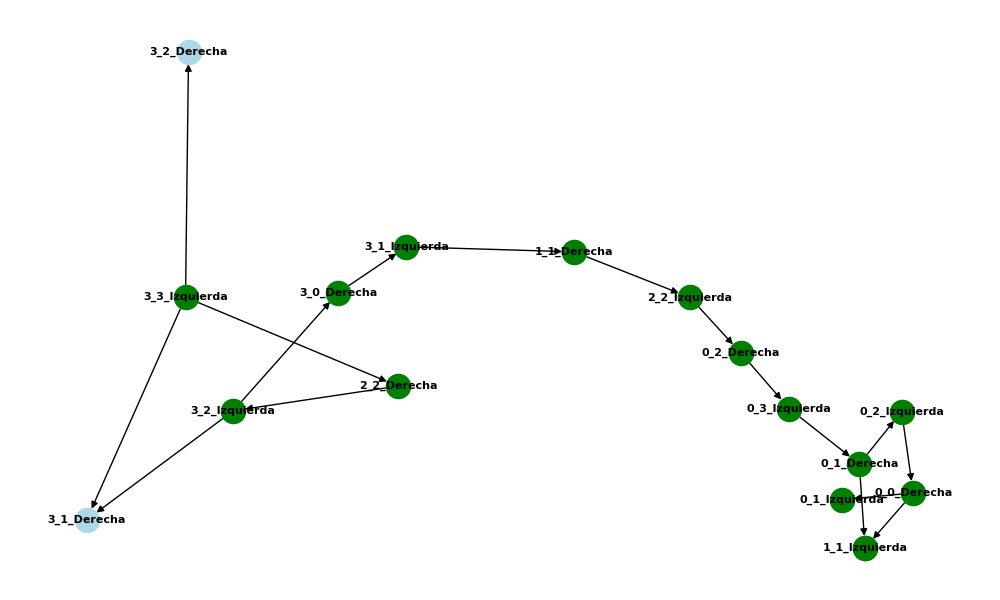 3_2_Derecha
3_1_Izquierda
1_1_Derecha
3_3_Izquierda
3_0_Derecha
2_2_Izquierda
0_2_Derecha
2_2_Derecha
3_2_Izquierda
0_3_Izquierda
0_2_Izquierda
0_1_Derecha
0_0_Derecha
0_1_Izquierda
3_1_Derecha
1_1_Izquierda